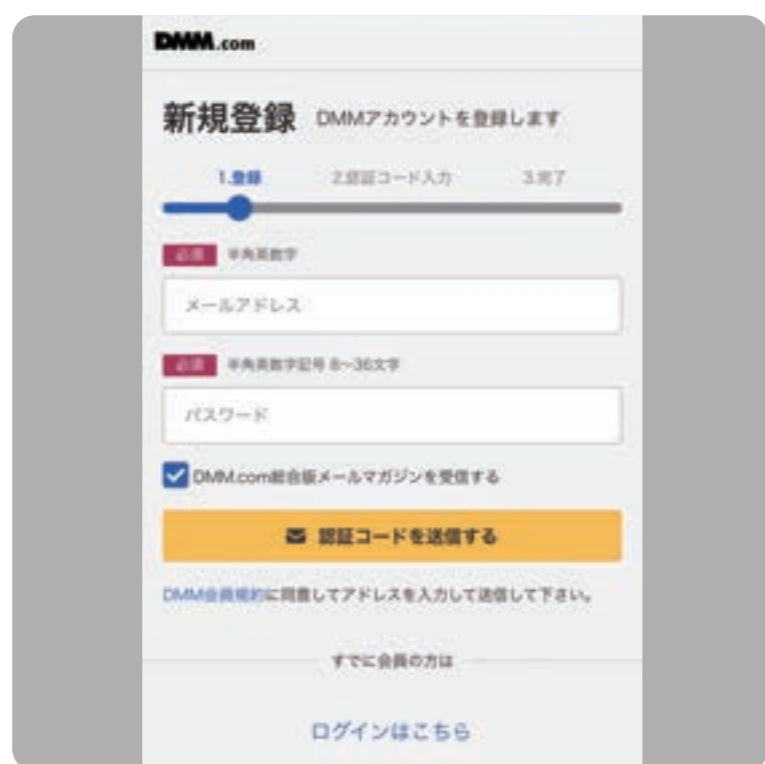 DMM.com
新規登録 DMMアカウントを登録します
1.登録 2.認証コード入力 3.完了
必須 半角英数字
メールアドレス
必須 半角英数字記号 8〜36文字
パスワード
DMM.com総合版メールマガジンを受信する
認証コードを送信する
DMM会員規約に同意してアドレスを入力して送信して下さい。
すでに会員の方は
ログインはこちら